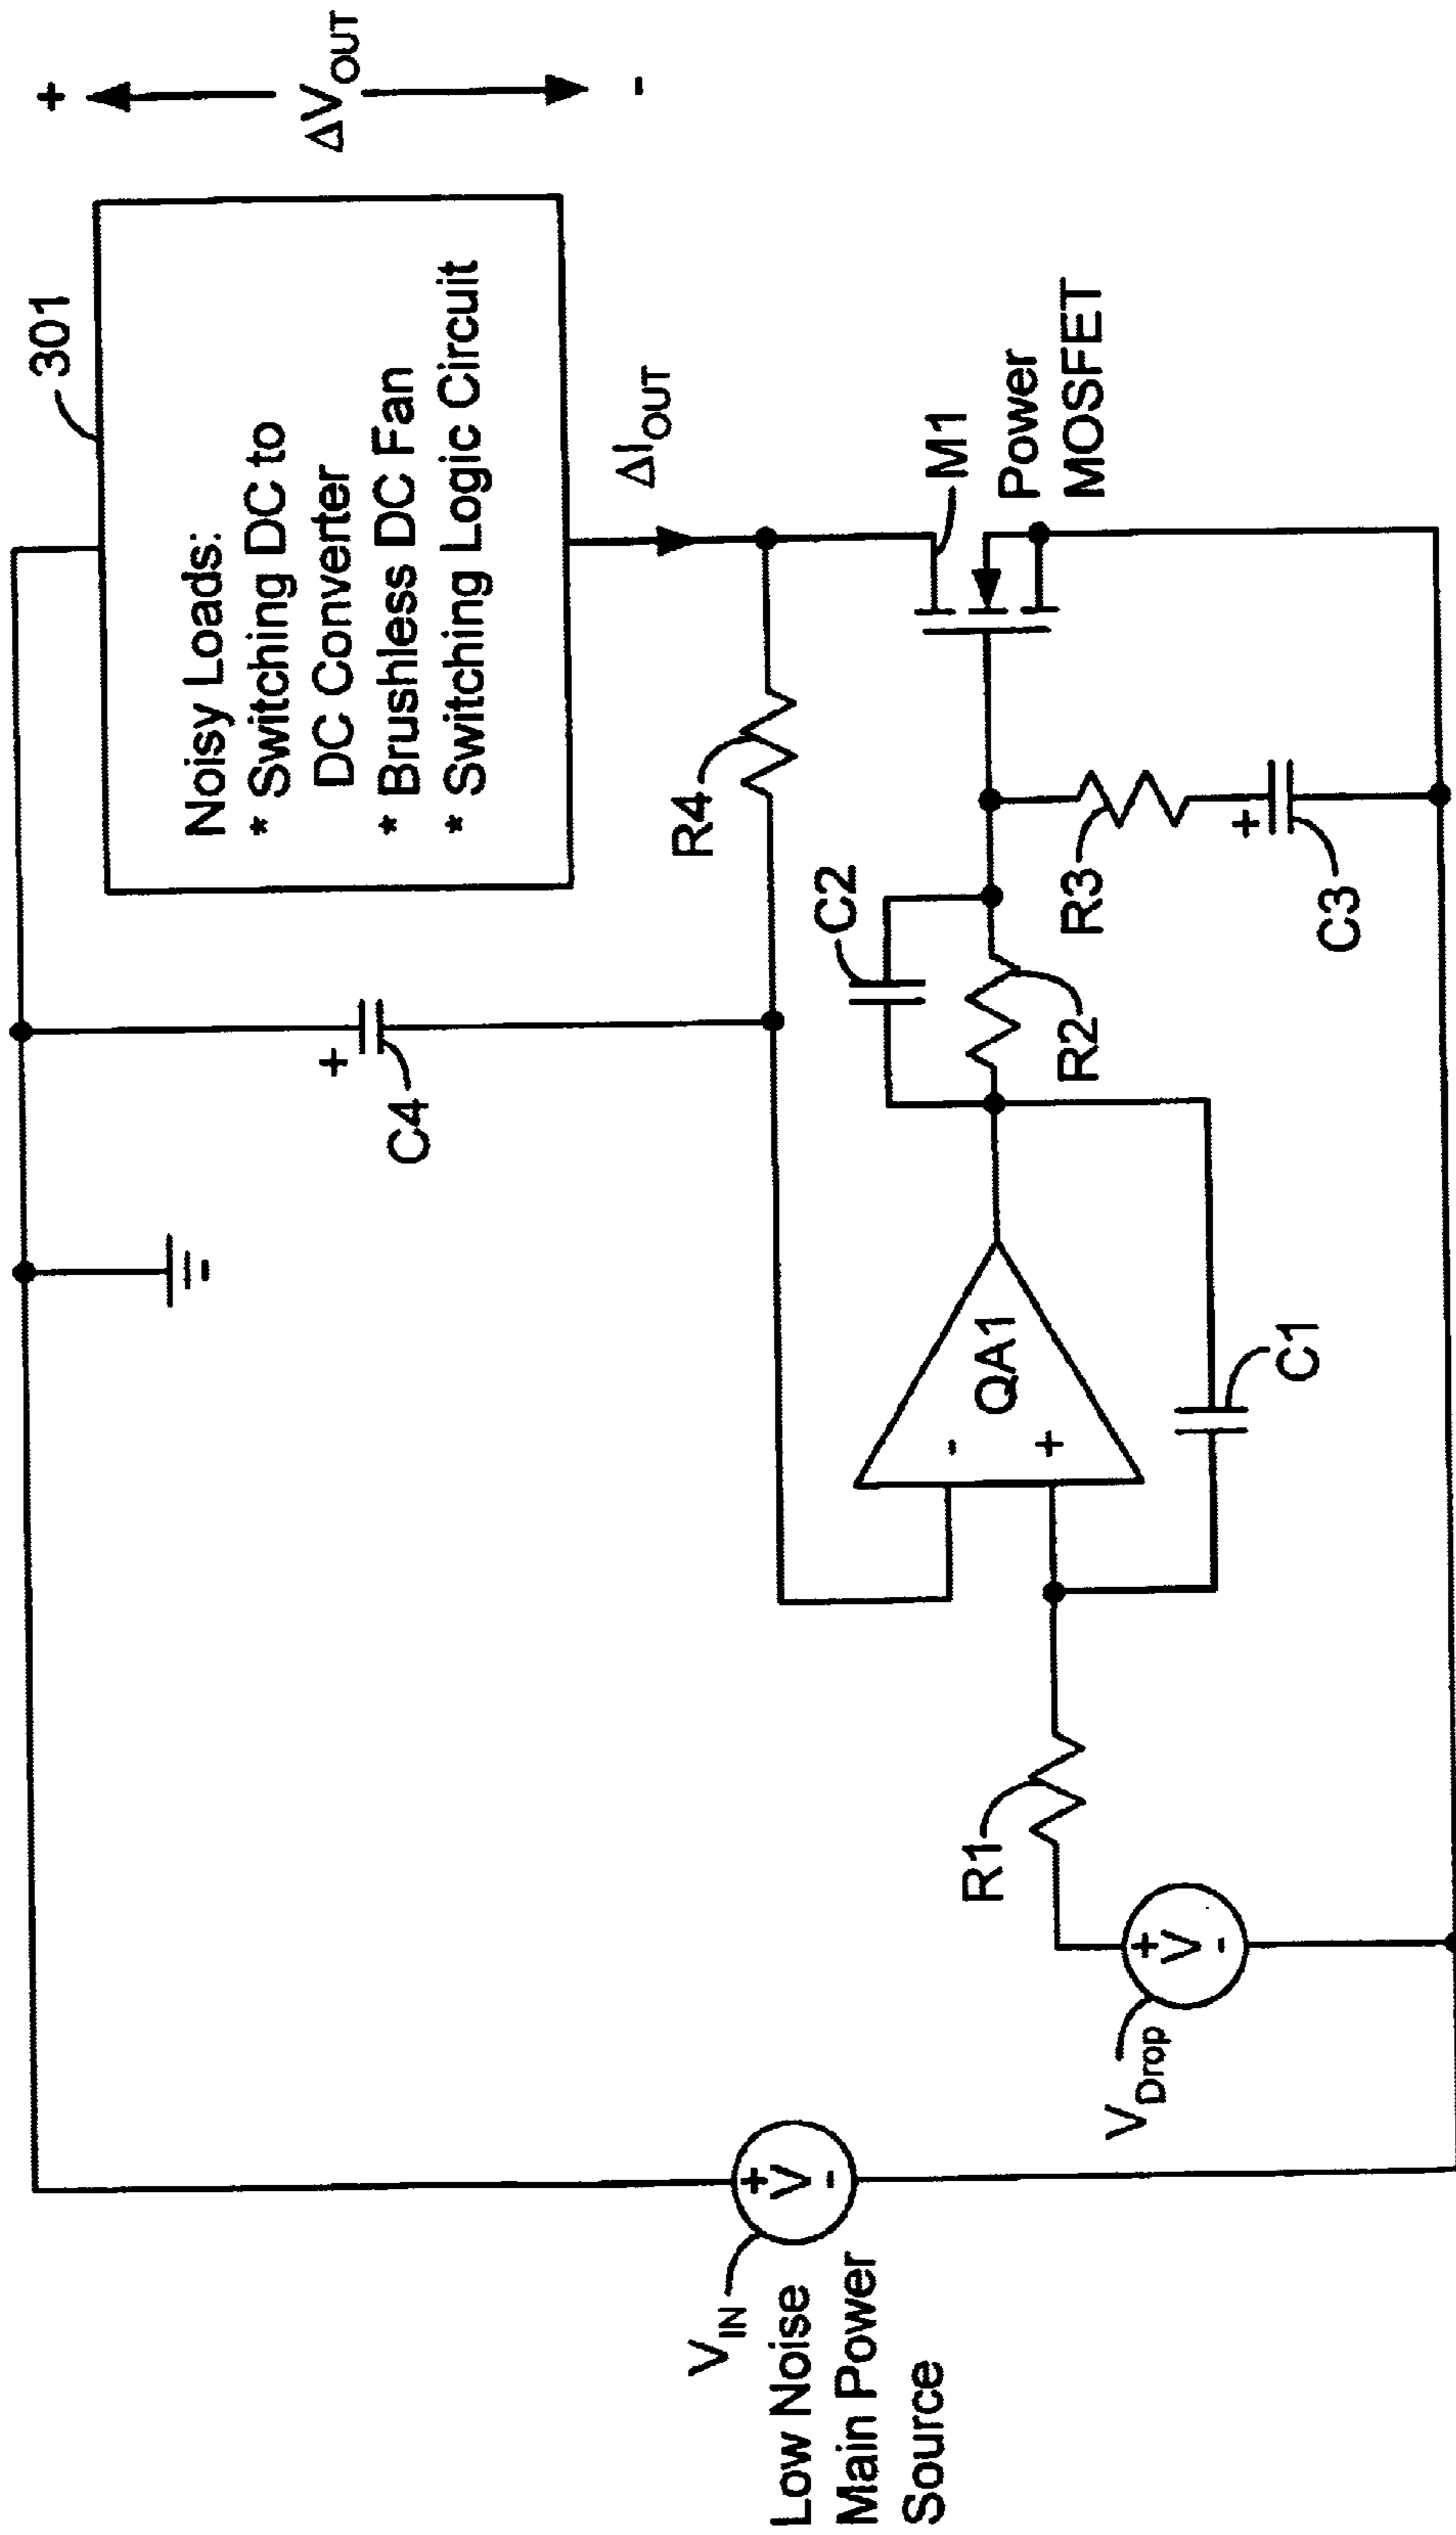 +
ΔVOUT
-
301
Noisy Loads:
* Switching DC to
DC Converter
* Brushless DC Fan
* Switching Logic Circuit
ΔIOUT
+
C4
R4
M1
Power
MOSFET
C2
R2
R3
+
C3
-
QA1
+
C1
R1
+
V
-
VDrop
+
V
-
VIN
Low Noise
Main Power
Source